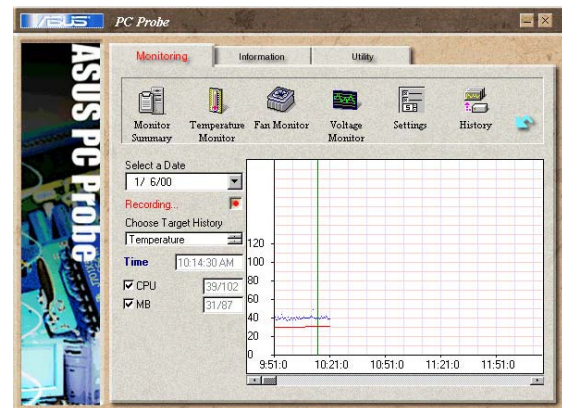 ASUS PC Probe
ASUS PC Probe
Monitoring Information Utility
Monitor Summary
Temperature Monitor
Fan Monitor
Voltage Monitor
Settings
History
Select a Date
1/ 6/00
Recording...
Choose Target History
Temperature
Time 10:14:30 AM
CPU 39/102
MB 31/87
120
100
80
60
40
20
0
9:51:0 10:21:0 10:51:0 11:21:0 11:51:0